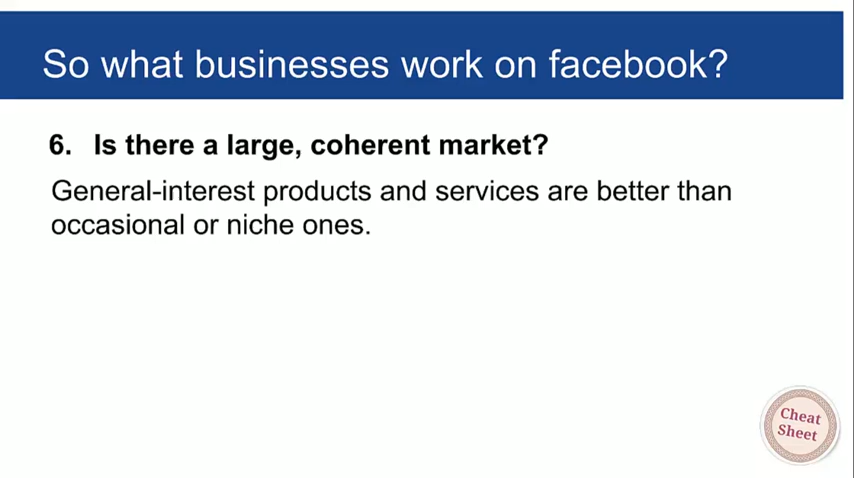 So what businesses work on facebook?
6. Is there a large, coherent market?
General-interest products and services are better than
occasional or niche ones.
Cheat
Sheet